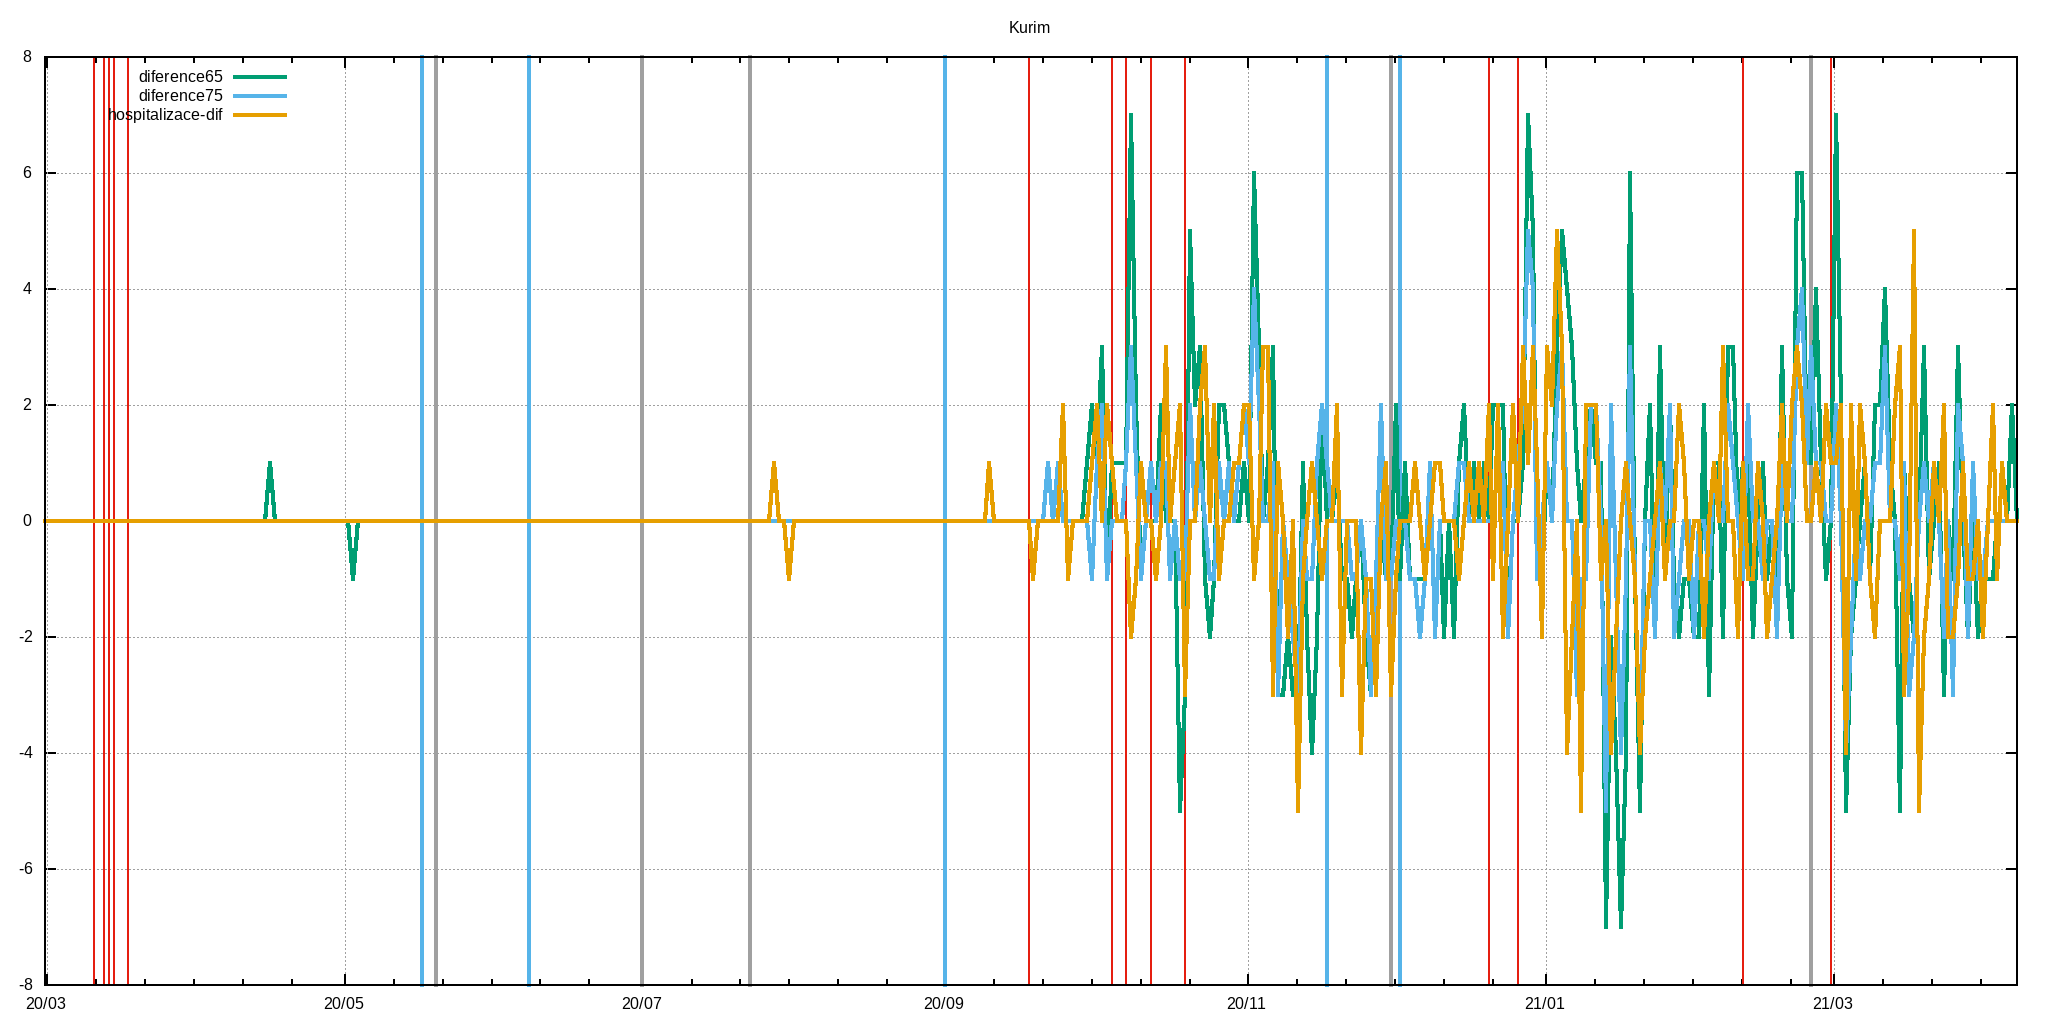 Kurim
8
diference65
diference75
hospitalizace-dif
6
4
2
0
-2
-4
-6
-8
20/03 20/05 20/07 20/09 20/11 21/01 21/03